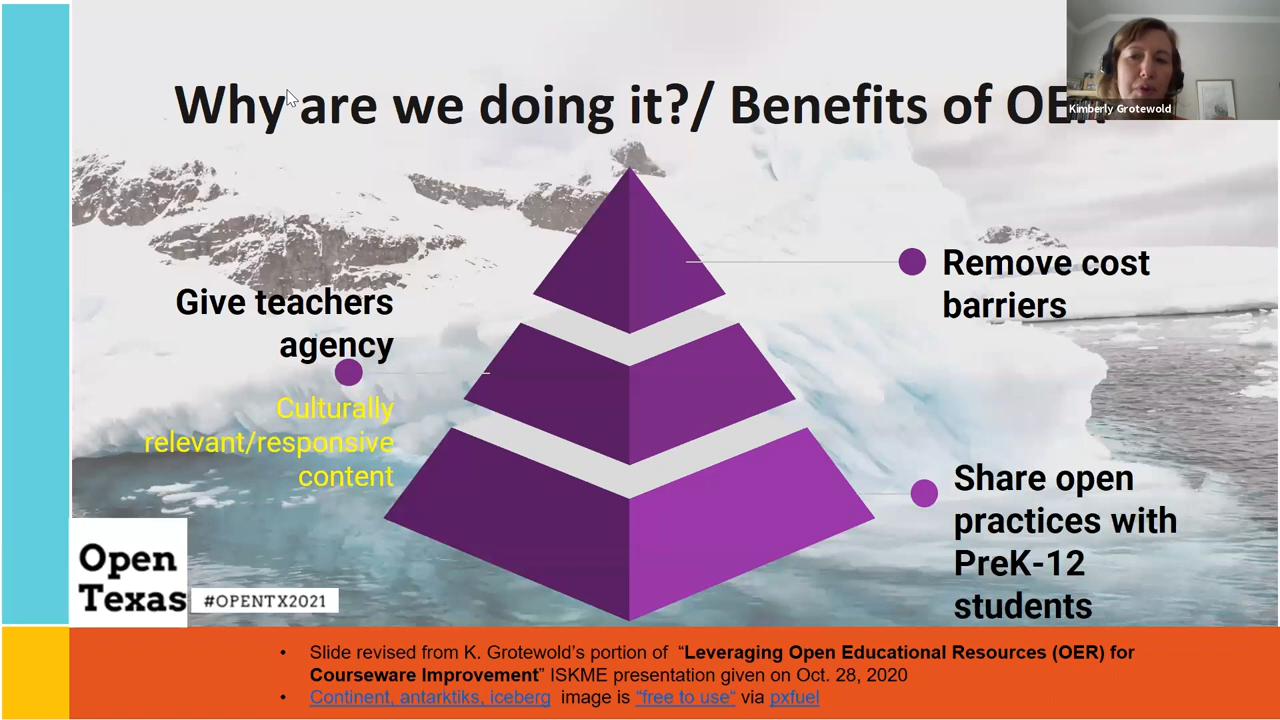 Why are we doing it?/ Benefits of OER
Kimberly Grotewold
Remove cost
barriers
Give teachers
agency
Culturally
relevant/responsive
content
Share open
practices with
PreK-12
students
Open
Texas
#OPENTX2021
• Slide revised from K. Grotewold’s portion of “Leveraging Open Educational Resources (OER) for
Courseware Improvement” ISKME presentation given on Oct. 28, 2020
• Continent, antarktiks, iceberg image is “free to use“ via pxfuel